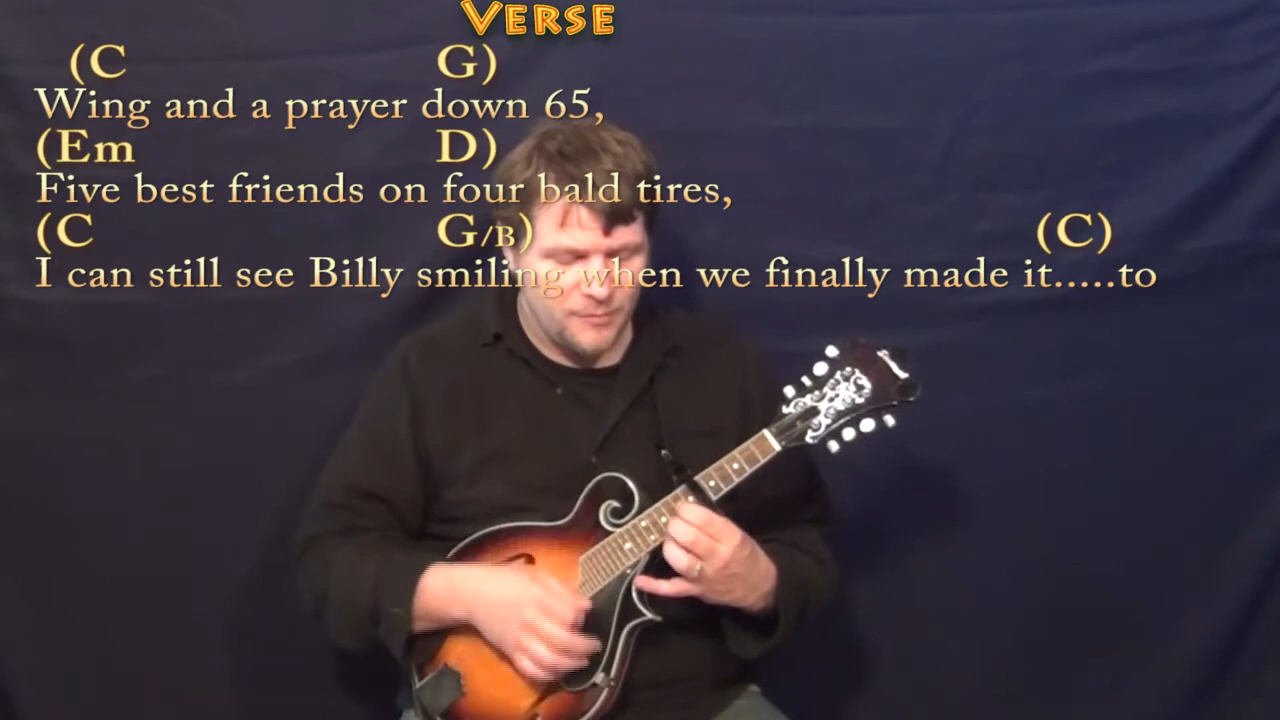 VERSE
(C G)
Wing and a prayer down 65,
(Em D)
Five best friends on four bald tires,
(C G/B) (C)
I can still see Billy smiling when we finally made it.....to